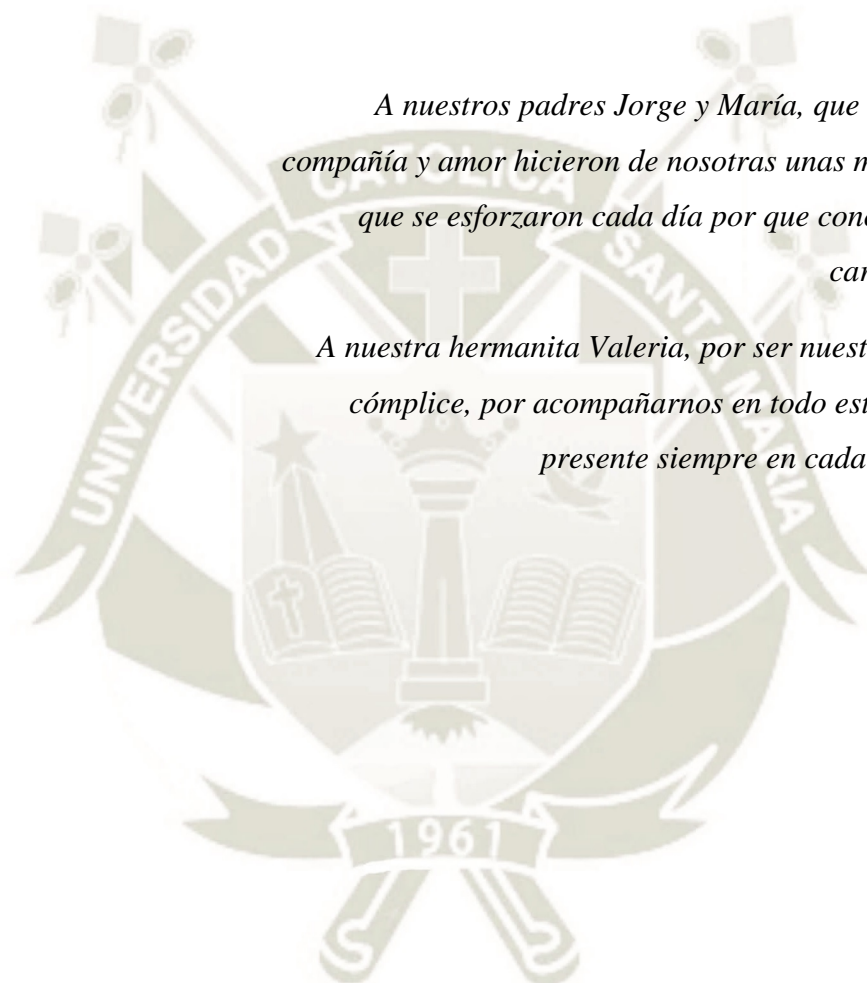 A nuestros padres Jorge y María, que
compañía y amor hicieron de nosotras unas
que se esforzaron cada día por que
A nuestra hermanita Valeria, por ser nuest
cómplice, por acompañarnos en todo est
presente siempre en cada
UNIVERSIDAD CATOLICA SANTA MARIA
1961